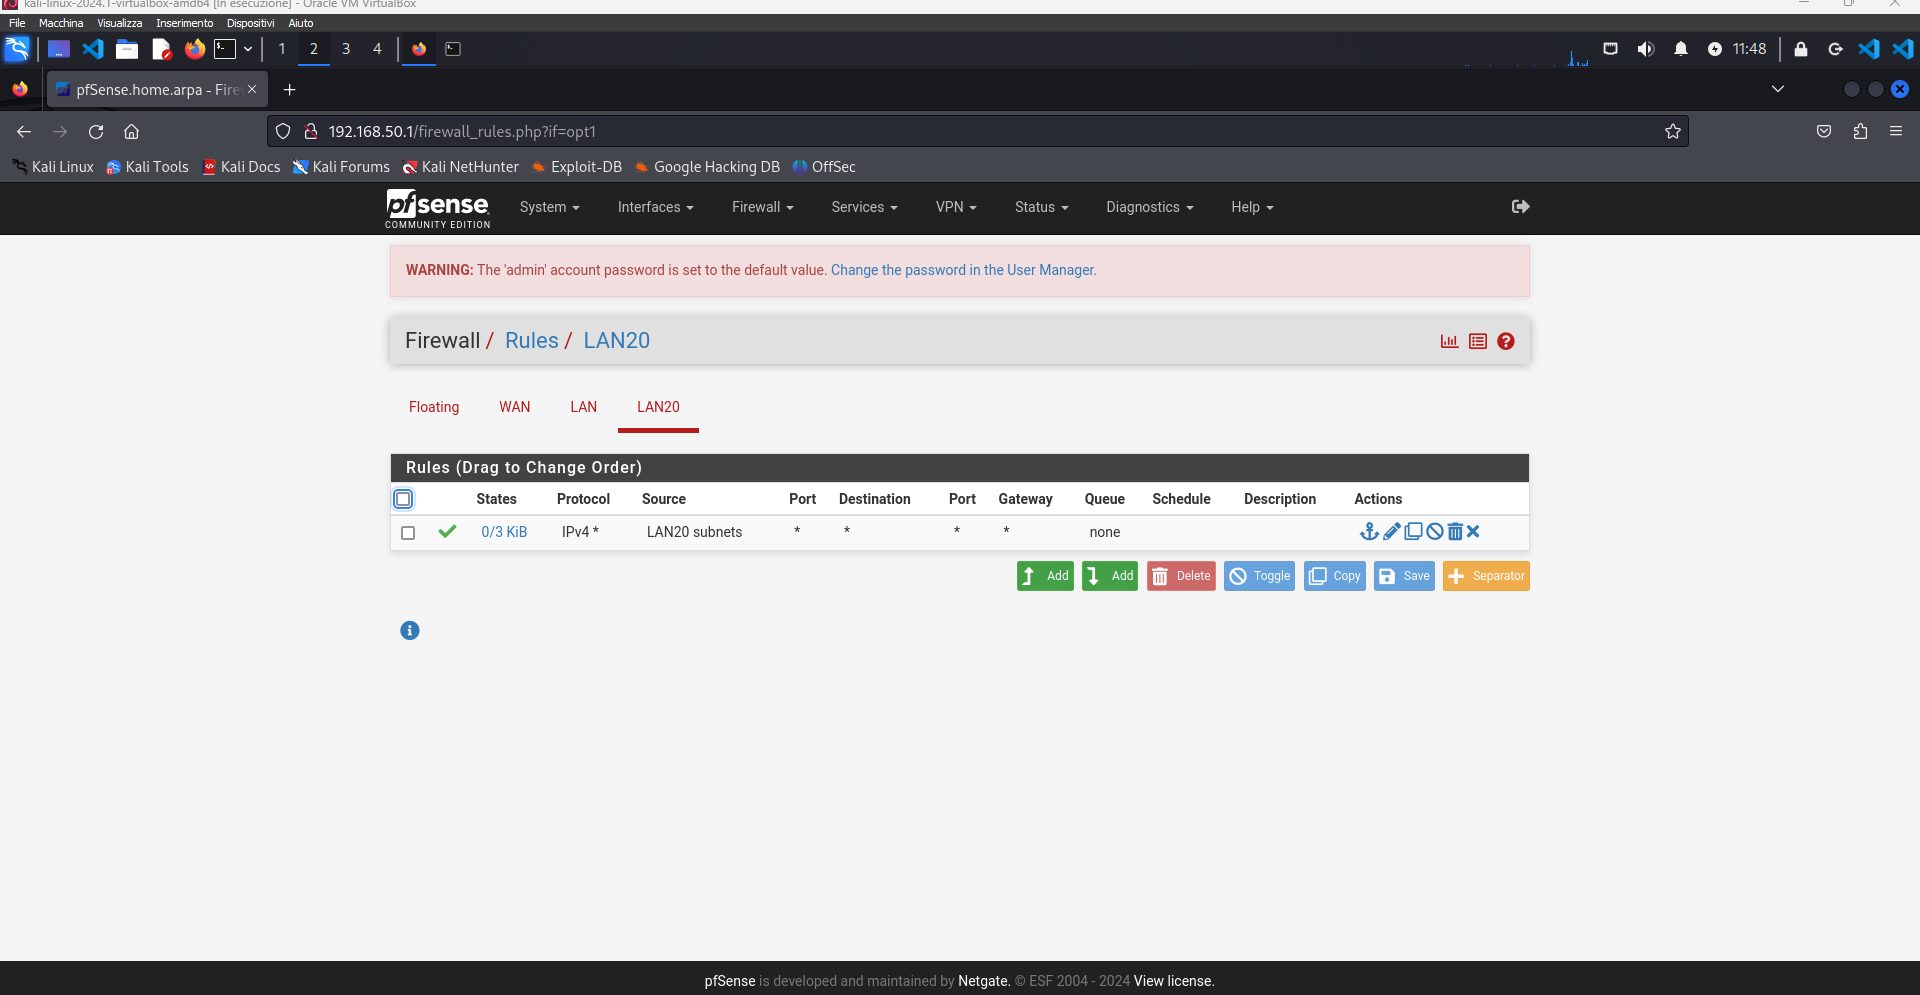 kali-linux-2024.1-virtualbox-amd64 [In esecuzione] - Oracle VM VirtualBox
File Macchina Visualizza Inserimento Dispositivi Aiuto
1 2 3 4 11:48
pfSense.home.arpa - Fire
192.168.50.1/firewall_rules.php?if=opt1
Kali Linux Kali Tools Kali Docs Kali Forums Kali NetHunter Exploit-DB Google Hacking DB OffSec
pfsense
COMMUNITY EDITION
System Interfaces Firewall Services VPN Status Diagnostics Help
WARNING: The 'admin' account password is set to the default value. Change the password in the User Manager.
Firewall / Rules / LAN20
Floating WAN LAN LAN20
Rules (Drag to Change Order)
States Protocol Source Port Destination Port Gateway Queue Schedule Description Actions
0/3 KiB IPv4 * LAN20 subnets * * * * none
Add Add Delete Toggle Copy Save Separator
pfSense is developed and maintained by Netgate. © ESF 2004 - 2024 View license.